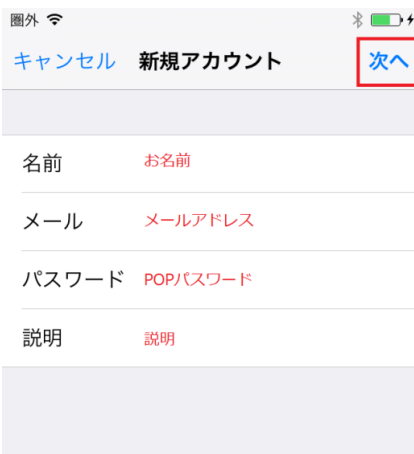 圏外
キャンセル 新規アカウント 次へ
名前 お名前
メール メールアドレス
パスワード POPパスワード
説明 説明